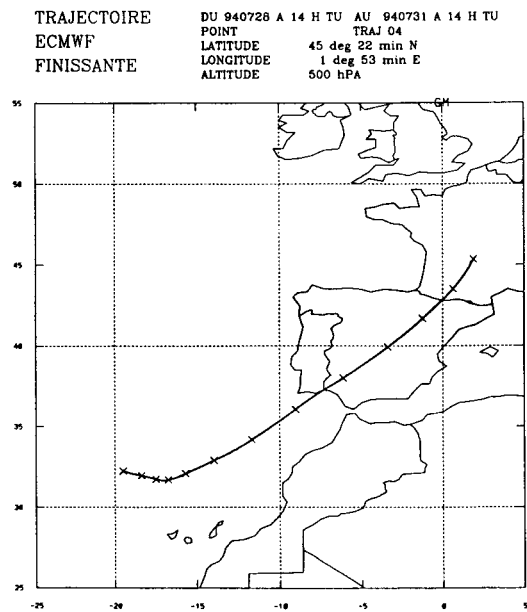 TRAJECTOIRE
ECMWF
FINISSANTE
DU 940728 A 14 H TU AU 940731 A 14 H TU
POINT TRAJ 04
LATITUDE 45 deg 22 min N
LONGITUDE 1 deg 53 min E
ALTITUDE 500 hPA
GM
55
50
45
40
35
30
25
-25 -20 -15 -10 -5 0 5